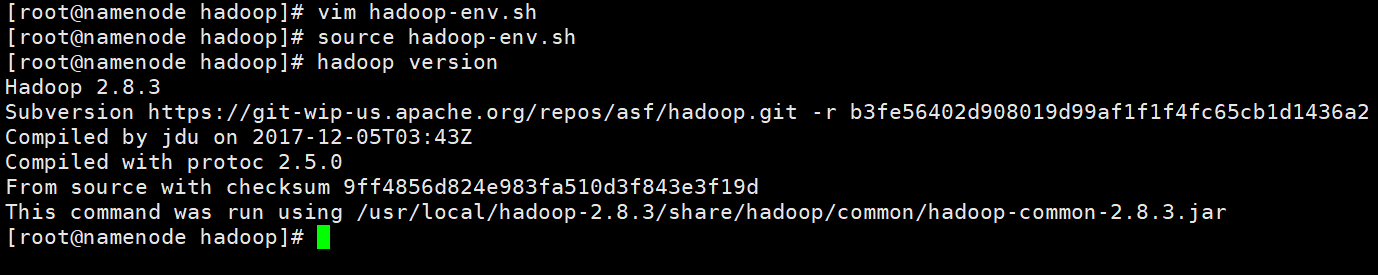 [root@namenode hadoop]# vim hadoop-env.sh
[root@namenode hadoop]# source hadoop-env.sh
[root@namenode hadoop]# hadoop version
Hadoop 2.8.3
Subversion https://git-wip-us.apache.org/repos/asf/hadoop.git -r b3fe56402d908019d99af1f1f4fc65cb1d1436a2
Compiled by jdu on 2017-12-05T03:43Z
Compiled with protoc 2.5.0
From source with checksum 9ff4856d824e983fa510d3f843e3f19d
This command was run using /usr/local/hadoop-2.8.3/share/hadoop/common/hadoop-common-2.8.3.jar
[root@namenode hadoop]#